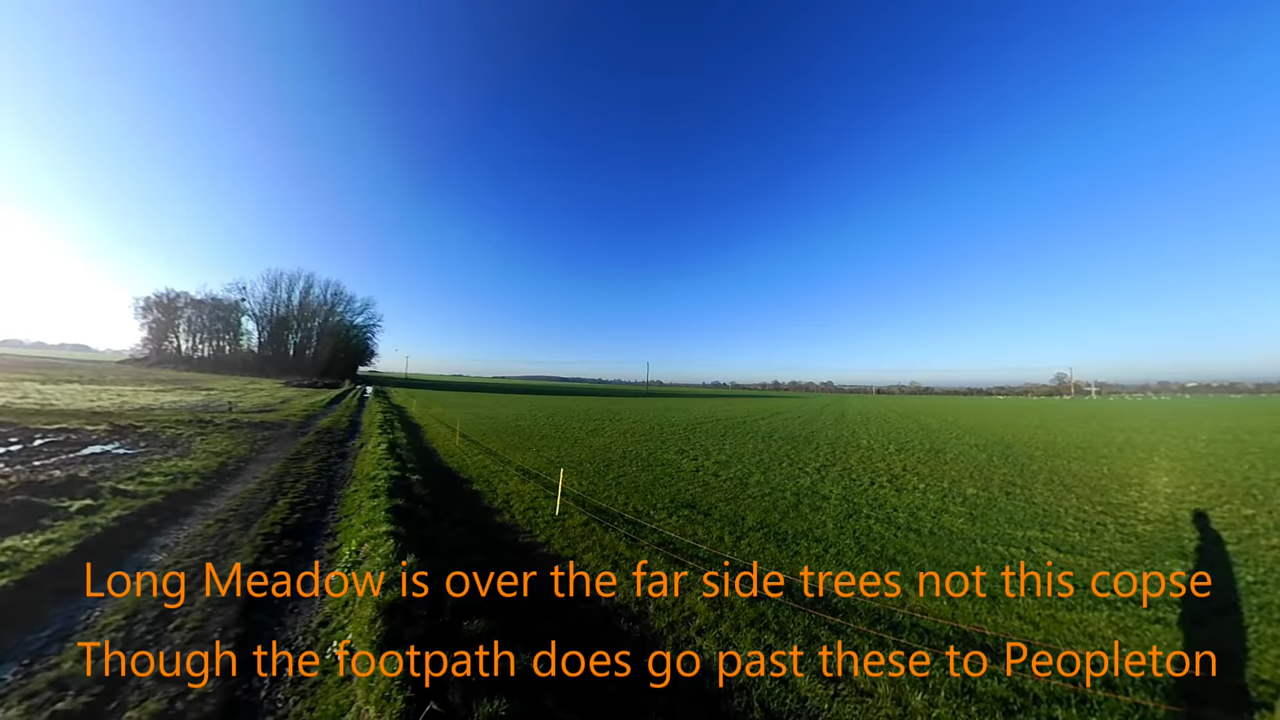 Long Meadow is over the far side trees not this copse
Though the footpath does go past these to Peopleton